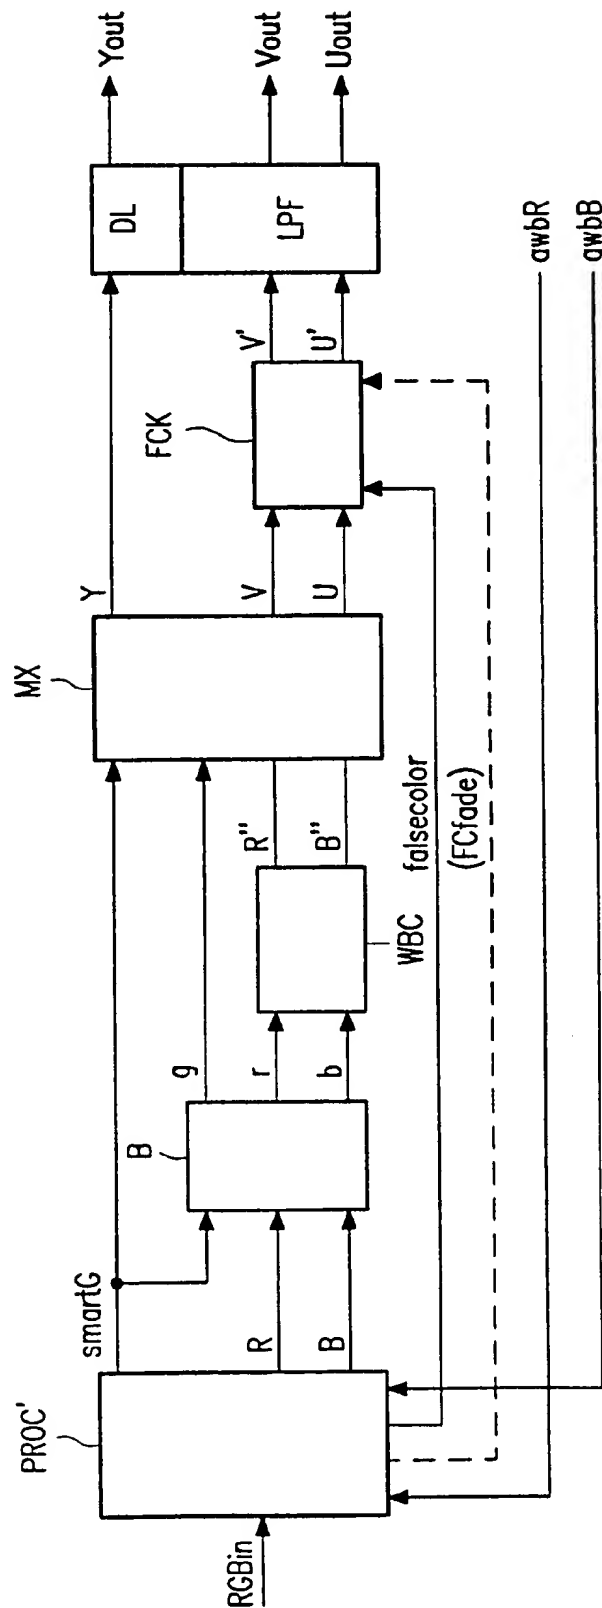 RGBin
PROC'
smartG
R
B
B
g
r
b
WBC
R"
B"
MX
Y
V
U
falsecolor
(FCfade)
FCK
V'
U'
DL
LPF
Yout
Vout
Uout
awbR
awbB